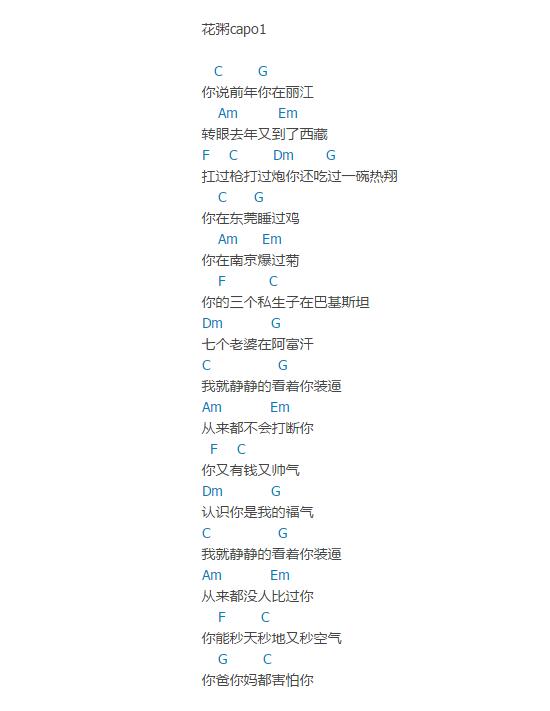 花粥capo1
C G
你说前年你在丽江
Am Em
转眼去年又到了西藏
F C Dm G
扛过枪打过炮你还吃过一碗热翔
C G
你在东莞睡过鸡
Am Em
你在南京爆过菊
F C
你的三个私生子在巴基斯坦
Dm G
七个老婆在阿富汗
C G
我就静静的看着你装逼
Am Em
从来都不会打断你
F C
你又有钱又帅气
Dm G
认识你是我的福气
C G
我就静静的看着你装逼
Am Em
从来都没人比过你
F C
你能秒天秒地又秒空气
G C
你爸你妈都害怕你